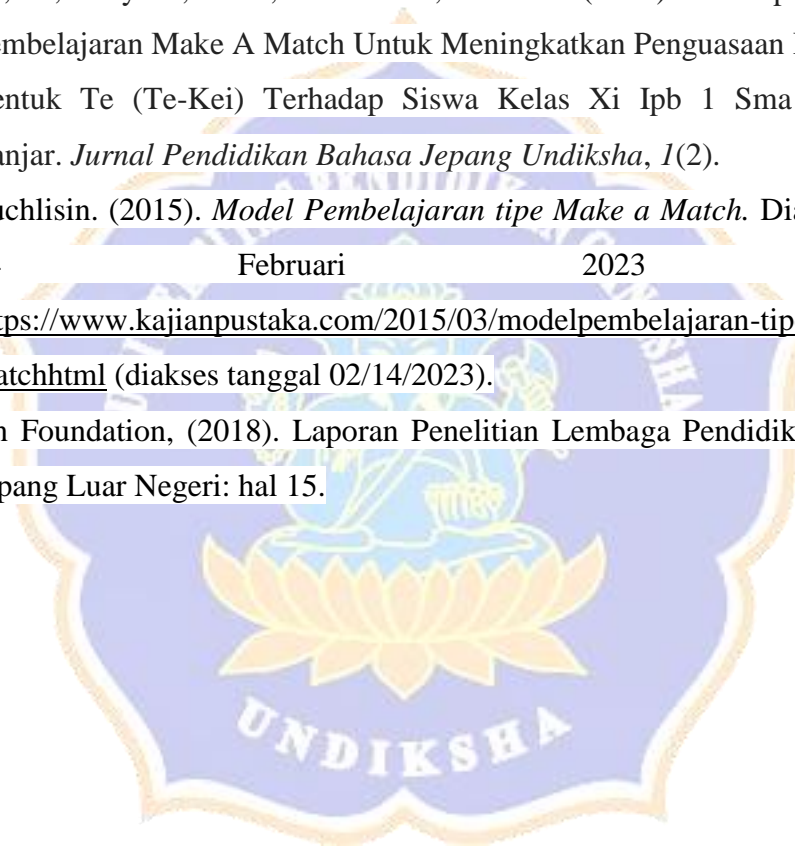 embelajaran Make A Match Untuk Meningkatkan Penguasaan
entuk Te (Te-Kei) Terhadap Siswa Kelas Xi Ipb 1 Sma
anjar. Jurnal Pendidikan Bahasa Jepang Undiksha, 1(2).
uchlisin. (2015). Model Pembelajaran tipe Make a Match. Dia
Februari 2023
tps://www.kajianpustaka.com/2015/03/modelpembelajaran-tip
atchhtml (diakses tanggal 02/14/2023).
n Foundation, (2018). Laporan Penelitian Lembaga Pendidik
pang Luar Negeri: hal 15.
UNDIKSHA